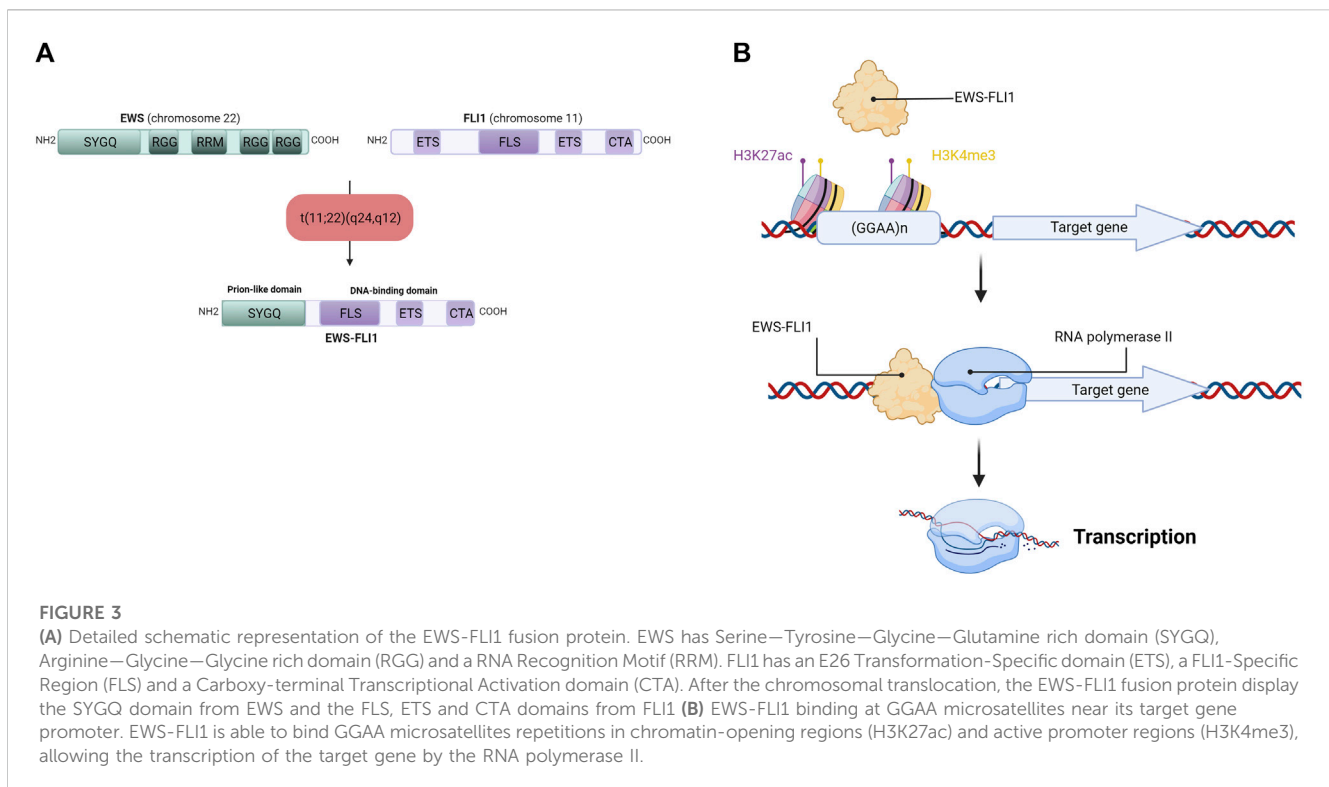 A
EWS (chromosome 22)
NH2 SYGQ RGG RRM RGG RGG COOH
FLI1 (chromosome 11)
NH2 ETS FLS ETS CTA COOH
t(11;22)(q24,q12)
Prion-like domain DNA-binding domain
NH2 SYGQ FLS ETS CTA COOH
EWS-FLI1
B
EWS-FLI1
H3K27ac H3K4me3
(GGAA)n Target gene
EWS-FLI1
RNA polymerase II
Target gene
Transcription
FIGURE 3
(A) Detailed schematic representation of the EWS-FLI1 fusion protein. EWS has Serine—Tyrosine—Glycine—Glutamine rich domain (SYGQ),
Arginine—Glycine—Glycine rich domain (RGG) and a RNA Recognition Motif (RRM). FLI1 has an E26 Transformation-Specific domain (ETS), a FLI1-Specific
Region (FLS) and a Carboxy-terminal Transcriptional Activation domain (CTA). After the chromosomal translocation, the EWS-FLI1 fusion protein display
the SYGQ domain from EWS and the FLS, ETS and CTA domains from FLI1 (B) EWS-FLI1 binding at GGAA microsatellites near its target gene
promoter. EWS-FLI1 is able to bind GGAA microsatellites repetitions in chromatin-opening regions (H3K27ac) and active promoter regions (H3K4me3),
allowing the transcription of the target gene by the RNA polymerase II.